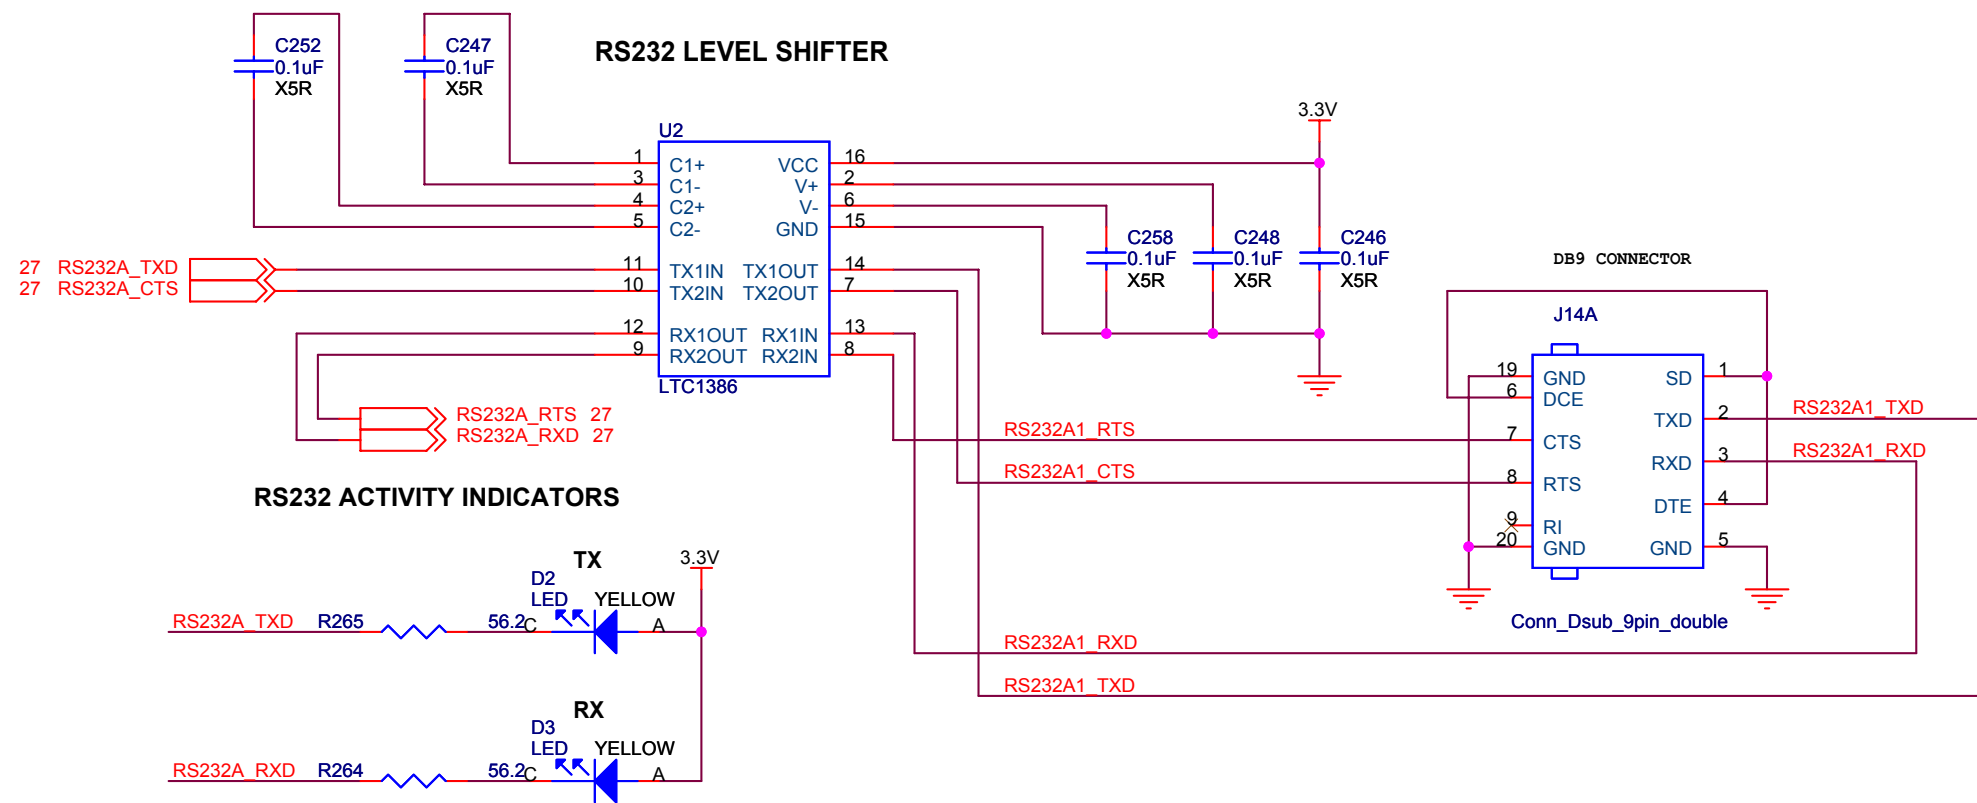 RS232 LEVEL SHIFTER
C252
0.1uF
X5R
C247
0.1uF
X5R
3.3V
U2
1 C1+ VCC 16
3 C1- V+ 2
4 C2+ V- 6
5 C2- GND 15
C258
0.1uF
X5R
C248
0.1uF
X5R
C246
0.1uF
X5R
27 RS232A_TXD 11 TX1IN TX1OUT 14
27 RS232A_CTS 10 TX2IN TX2OUT 7
12 RX1OUT RX1IN 13
9 RX2OUT RX2IN 8
LTC1386
RS232A_RTS 27
RS232A_RXD 27
DB9 CONNECTOR
J14A
19 GND SD 1
6 DCE
TXD 2 RS232A1_TXD
RS232A1_RTS 7 CTS
RXD 3 RS232A1_RXD
RS232A1_CTS 8 RTS
DTE 4
9 RI
20 GND GND 5
Conn_Dsub_9pin_double
RS232A1_RXD
RS232A1_TXD
RS232 ACTIVITY INDICATORS
TX
3.3V
D2
LED YELLOW
RS232A_TXD R265 56.2 C A
RX
D3
LED YELLOW
RS232A_RXD R264 56.2 C A